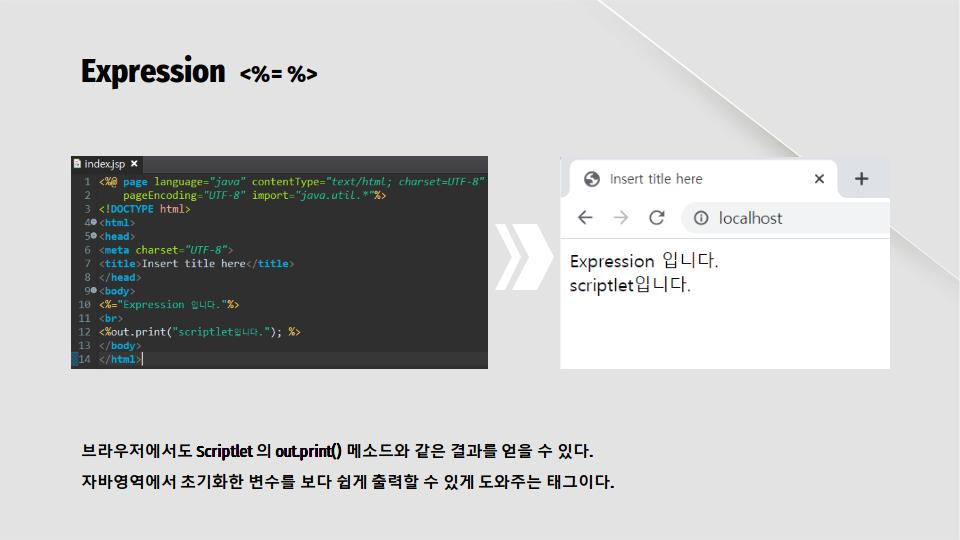 Expression <%= %>
index.jsp
1 <%@ page language="java" contentType="text/html; charset=UTF-8"
2 pageEncoding="UTF-8" import="java.util.*"%>
3 <!DOCTYPE html>
4 <html>
5 <head>
6 <meta charset="UTF-8">
7 <title>Insert title here</title>
8 </head>
9 <body>
10 <%="Expression 입니다."%>
11 <br>
12 <%out.print("scriptlet입니다."); %>
13 </body>
14 </html>
Insert title here
localhost
Expression 입니다.
scriptlet입니다.
브라우저에서도 Scriptlet 의 out.print() 메소드와 같은 결과를 얻을 수 있다.
자바영역에서 초기화한 변수를 보다 쉽게 출력할 수 있게 도와주는 태그이다.